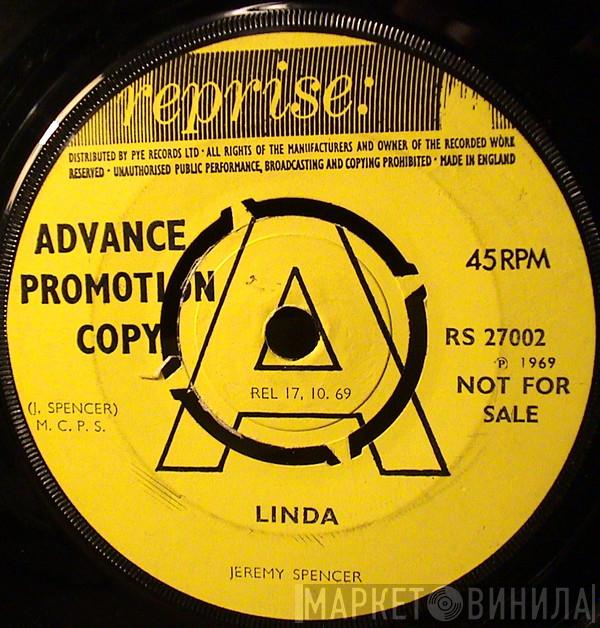 reprise:
DISTRIBUTED BY PYE RECORDS LTD · ALL RIGHTS OF THE MANUFACTURERS AND OWNER OF THE RECORDED WORK
RESERVED · UNAUTHORISED PUBLIC PERFORMANCE, BROADCASTING AND COPYING PROHIBITED · MADE IN ENGLAND
ADVANCE
PROMOTION
COPY
A
45 RPM
RS 27002
Ⓟ 1969
NOT FOR
SALE
REL 17, 10. 69
(J. SPENCER)
M. C. P. S.
LINDA
JEREMY SPENCER
МАРКЕТ ВИНИЛА